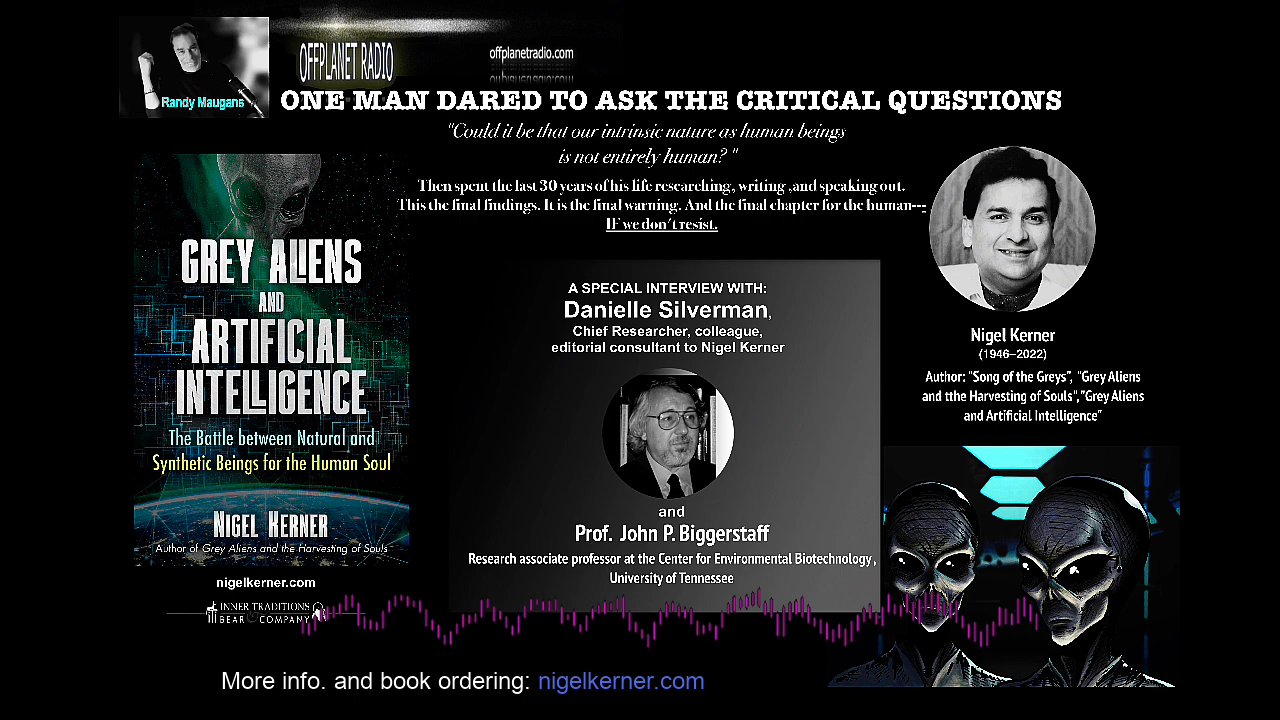 Randy Maugans
OFFPLANET RADIO
offplanetradio.com
ONE MAN DARED TO ASK THE CRITICAL QUESTIONS
"Could it be that our intrinsic nature as human beings
is not entirely human? "
Then spent the last 30 years of his life researching, writing ,and speaking out.
This the final findings. It is the final warning. And the final chapter for the human---
IF we don't resist.
GREY ALIENS
AND
ARTIFICIAL
INTELLIGENCE
The Battle between Natural and
Synthetic Beings for the Human Soul
NIGEL KERNER
Author of Grey Aliens and the Harvesting of Souls
nigelkerner.com
INNER TRADITIONS
BEAR & COMPANY
A SPECIAL INTERVIEW WITH:
Danielle Silverman,
Chief Researcher, colleague,
editorial consultant to Nigel Kerner
and
Prof. John P. Biggerstaff
Research associate professor at the Center for Environmental Biotechnology,
University of Tennessee
Nigel Kerner
(1946–2022)
Author: "Song of the Greys", "Grey Aliens
and tthe Harvesting of Souls","Grey Aliens
and Artificial Intelligence"
More info. and book ordering: nigelkerner.com